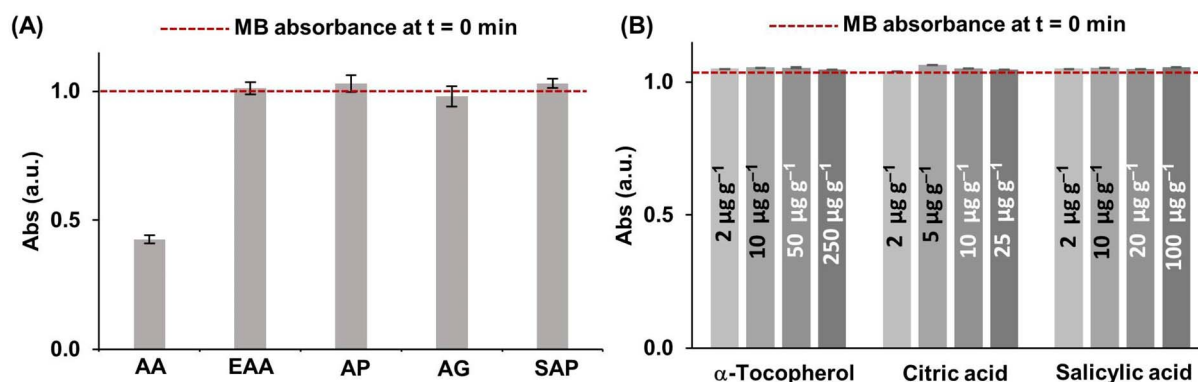 (A)
MB absorbance at t = 0 min
Abs (a.u.)
1.0
0.5
0.0
AA EAA AP AG SAP
(B)
MB absorbance at t = 0 min
Abs (a.u.)
1.0
0.5
0.0
2 µg g⁻¹
10 µg g⁻¹
50 µg g⁻¹
250 µg g⁻¹
2 µg g⁻¹
5 µg g⁻¹
10 µg g⁻¹
25 µg g⁻¹
2 µg g⁻¹
10 µg g⁻¹
20 µg g⁻¹
100 µg g⁻¹
α-Tocopherol Citric acid Salicylic acid